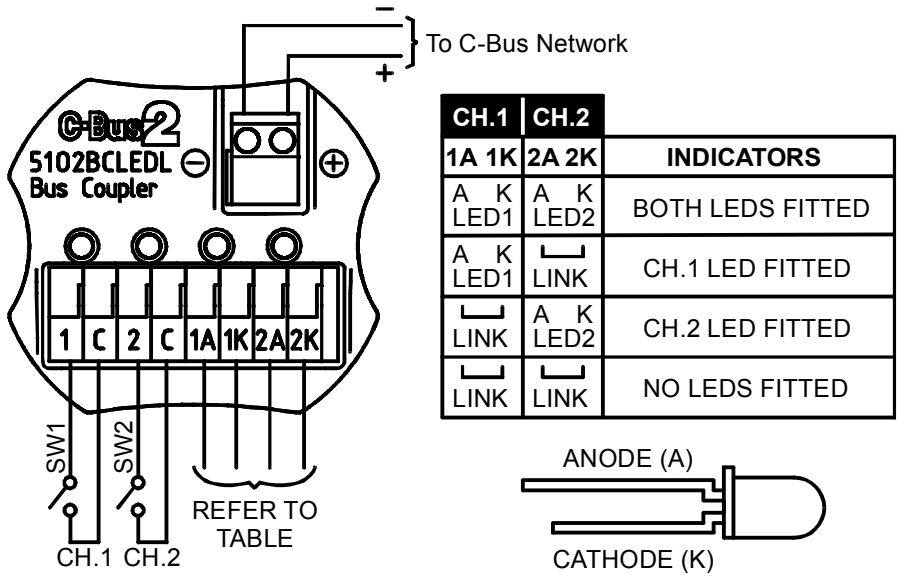 −
To C-Bus Network
+
C-Bus2
5102BCLEDL
Bus Coupler
− +
1 C 2 C 1A 1K 2A 2K
SW1
SW2
CH.1 CH.2
REFER TO
TABLE
CH.1 CH.2
1A 1K 2A 2K INDICATORS
A K A K
LED1 LED2 BOTH LEDS FITTED
A K
LED1 LINK CH.1 LED FITTED
A K
LINK LED2 CH.2 LED FITTED
LINK LINK NO LEDS FITTED
ANODE (A)
CATHODE (K)